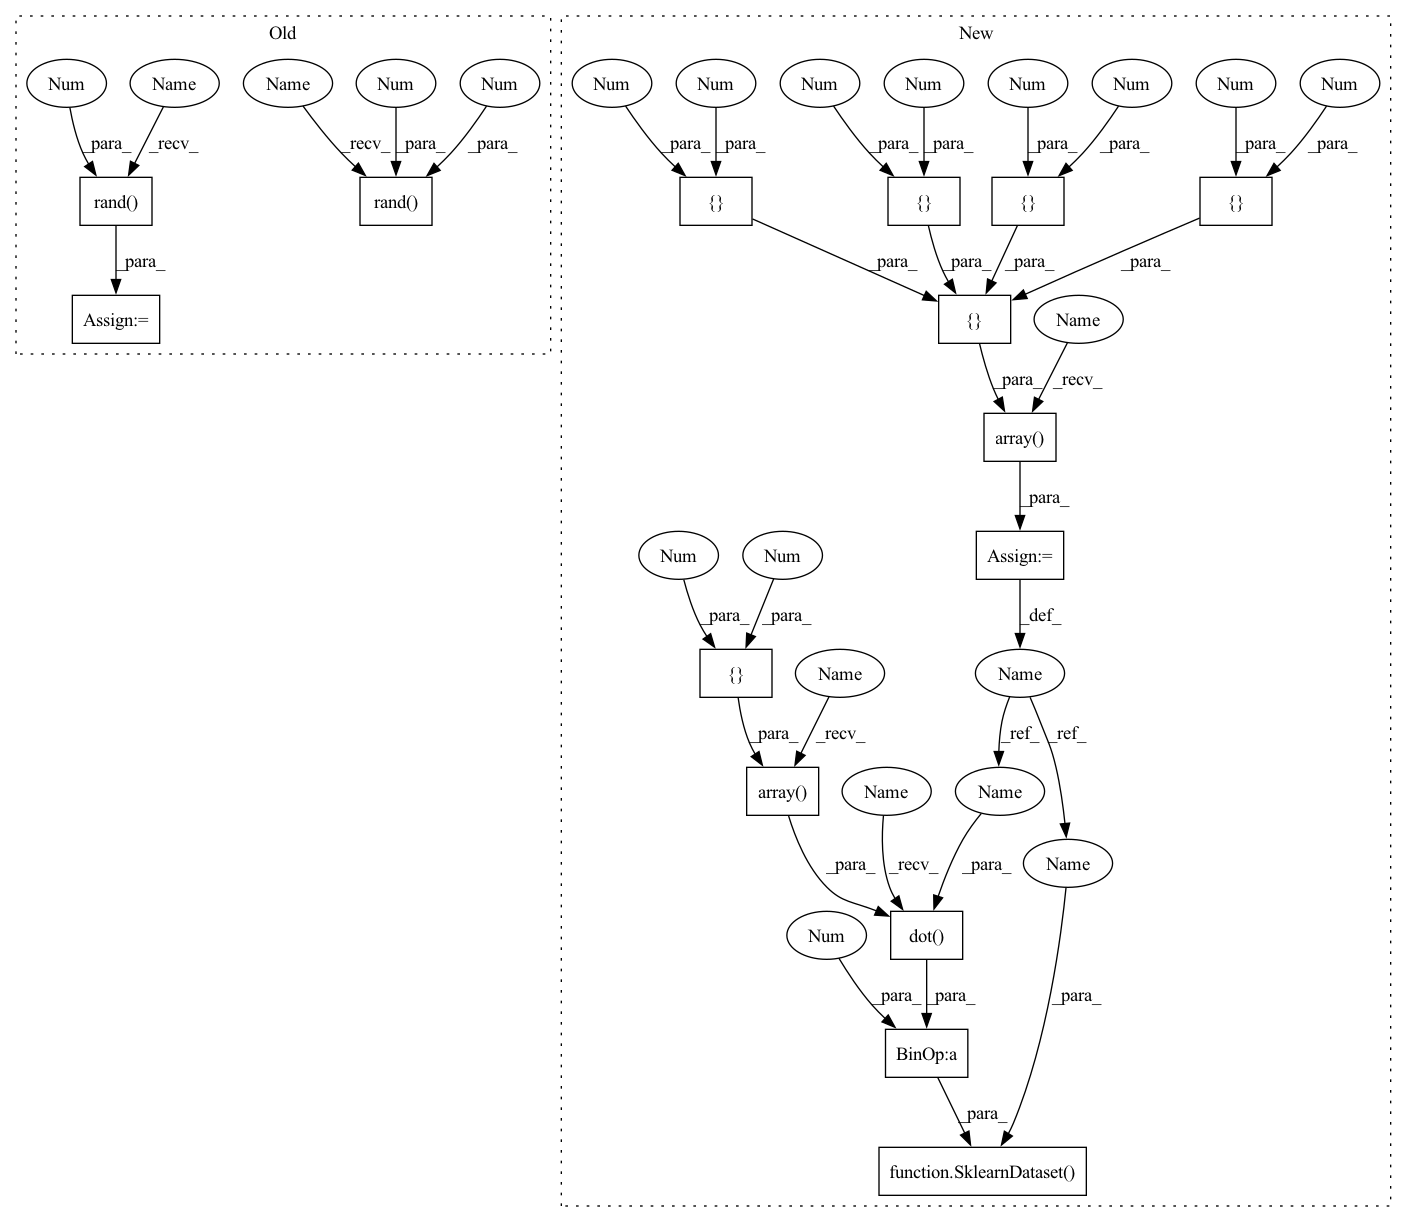 Old
New
Num Name Name Num Num Num Num Num Num Num Num Num Num
_para_ _recv_ _recv_ _para_ _para_ _para_ _para_ _para_ _para_ _para_ _para_ _para_ _para_
rand() rand() {} {} {} {}
_para_ _para_ _para_ _para_ _para_
Assign:= {} Name
_para_ _recv_
array()
_para_
Num Num Assign:=
_para_ _para_ _def_
{} Name Name
_para_ _recv_ _ref_ _ref_
array() Name Name
Name
_para_ _recv_ _para_
Num dot()
_para_ _para_ _para_
BinOp:a
_para_
function.SklearnDataset()